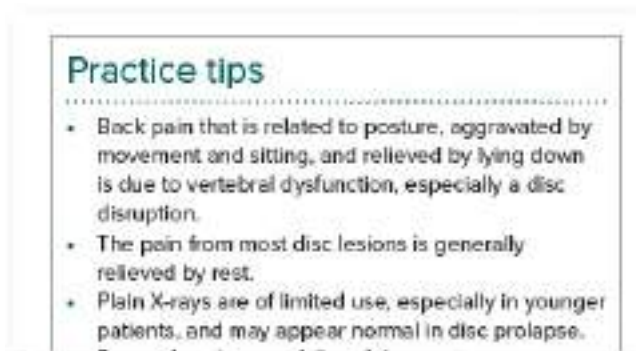 Practice tips
• Back pain that is related to posture, aggravated by
movement and sitting, and relieved by lying down
is due to vertebral dysfunction, especially a disc
disruption.
• The pain from most disc lesions is generally
relieved by rest.
• Plain X-rays are of limited use, especially in younger
patients, and may appear normal in disc prolapse.